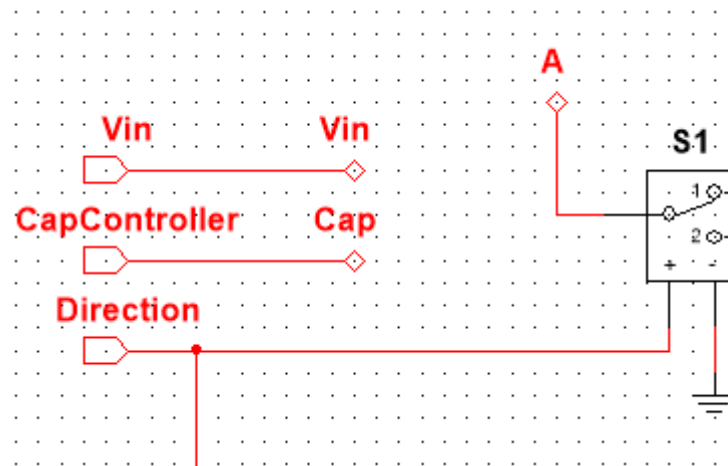 A
Vin Vin
S1
1
CapController Cap
2
+ -
Direction